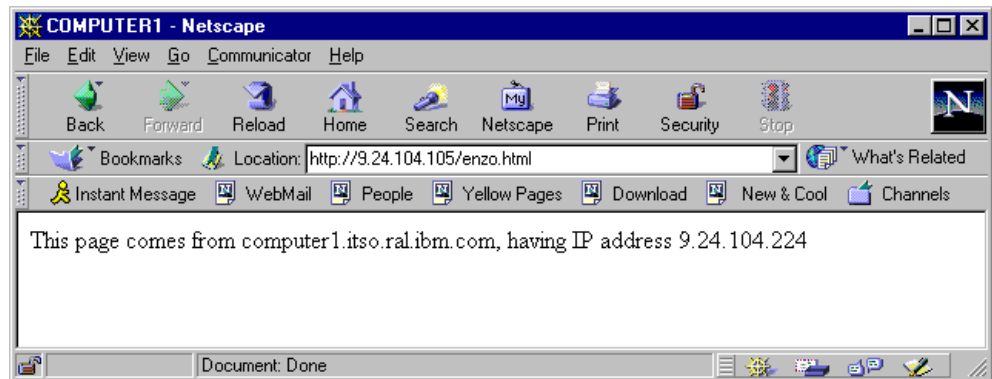 COMPUTER1 - Netscape
File Edit View Go Communicator Help
Back Forward Reload Home Search My Netscape Print Security Stop N
Bookmarks Location: http://9.24.104.105/enzo.html What's Related
Instant Message WebMail People Yellow Pages Download New & Cool Channels
This page comes from computer1.itso.ral.ibm.com, having IP address 9.24.104.224
Document: Done